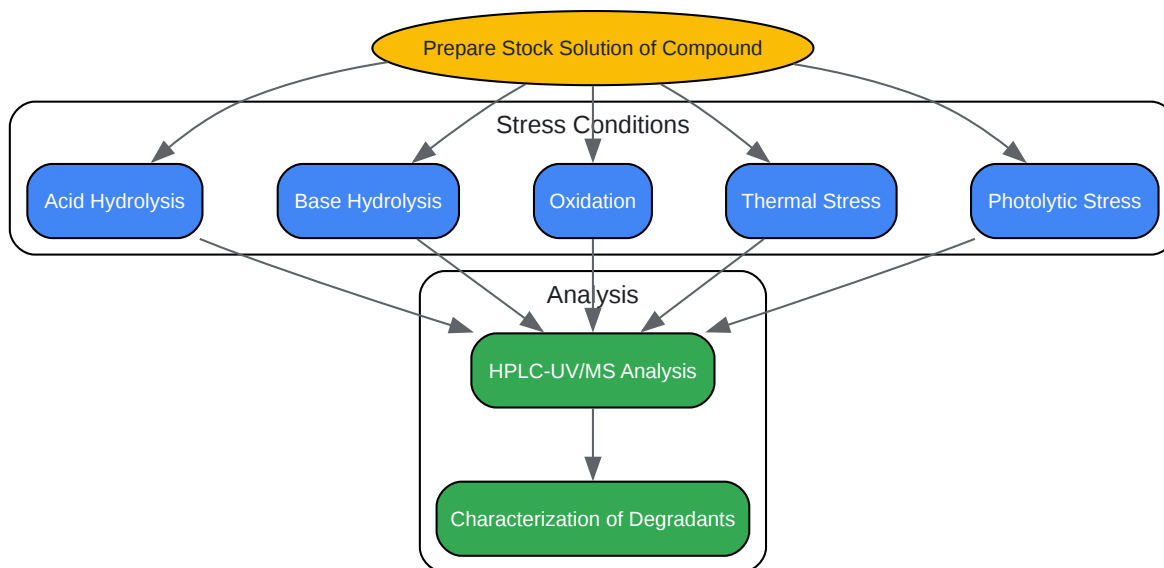 Prepare Stock Solution of Compound
Stress Conditions
Acid Hydrolysis
Base Hydrolysis
Oxidation
Thermal Stress
Photolytic Stress
Analysis
HPLC-UV/MS Analysis
Characterization of Degradants